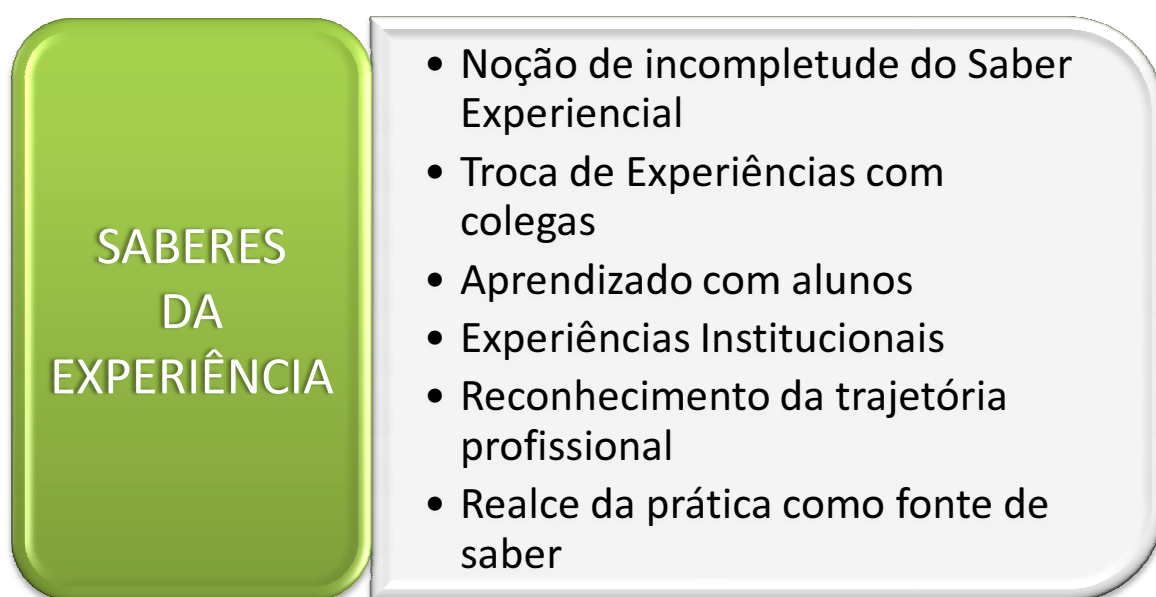 SABERES
DA
EXPERIÊNCIA
• Noção de incompletude do Saber
Experiencial
• Troca de Experiências com
colegas
• Aprendizado com alunos
• Experiências Institucionais
• Reconhecimento da trajetória
profissional
• Realce da prática como fonte de
saber